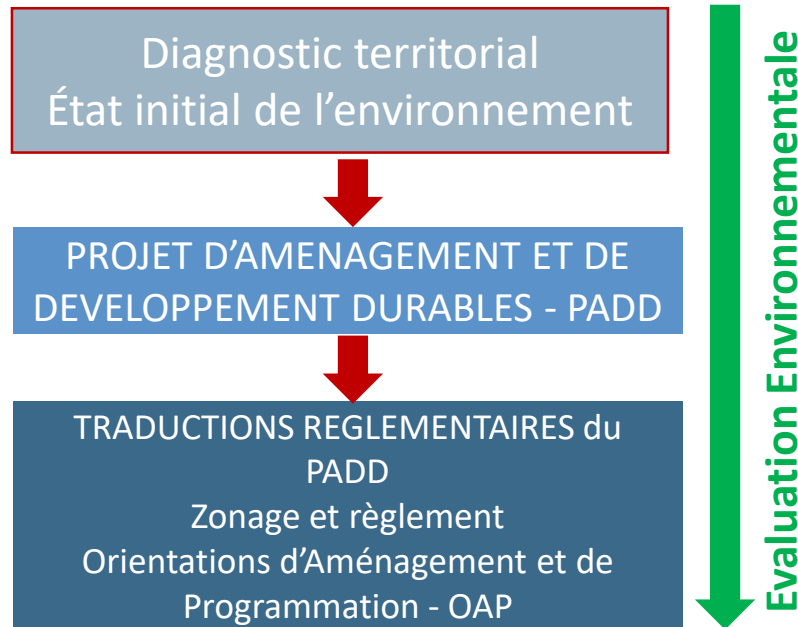 Diagnostic territorial
État initial de l’environnement
PROJET D’AMENAGEMENT ET DE
DEVELOPPEMENT DURABLES - PADD
TRADUCTIONS REGLEMENTAIRES du
PADD
Zonage et règlement
Orientations d’Aménagement et de
Programmation - OAP
Evaluation Environnementale